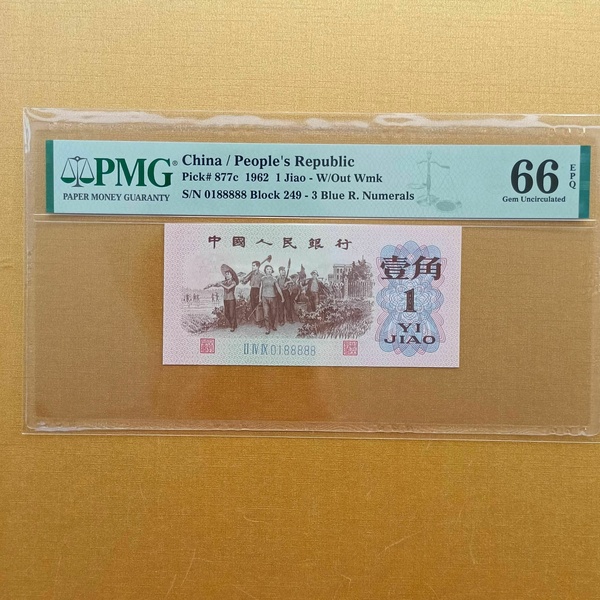 PMG®
PAPER MONEY GUARANTY
China / People's Republic
Pick# 877c 1962 1 Jiao - W/Out Wmk
S/N 0188888 Block 249 - 3 Blue R. Numerals
66 EPQ
Gem Uncirculated
中國人民銀行
壹角
1
YI
JIAO
II IV IX 0188888